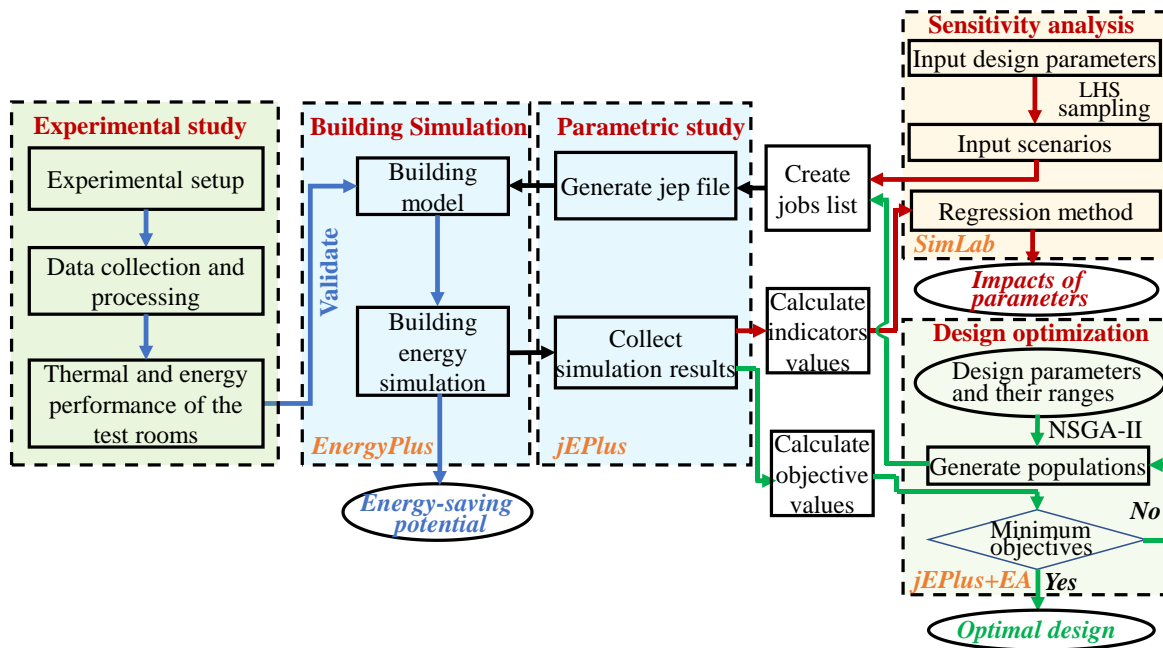 Experimental study
Experimental setup
Data collection and
processing
Thermal and energy
performance of the
test rooms
Validate
Building Simulation
Building
model
Building
energy
simulation
EnergyPlus
Energy-saving
potential
Parametric study
Generate jep file
Collect
simulation results
jEPlus
Create
jobs list
Calculate
indicators
values
Calculate
objective
values
Sensitivity analysis
Input design parameters
LHS
sampling
Input scenarios
Regression method
SimLab
Impacts of
parameters
Design optimization
Design parameters
and their ranges
NSGA-II
Generate populations
No
Minimum
objectives
jEPlus+EA
Yes
Optimal design